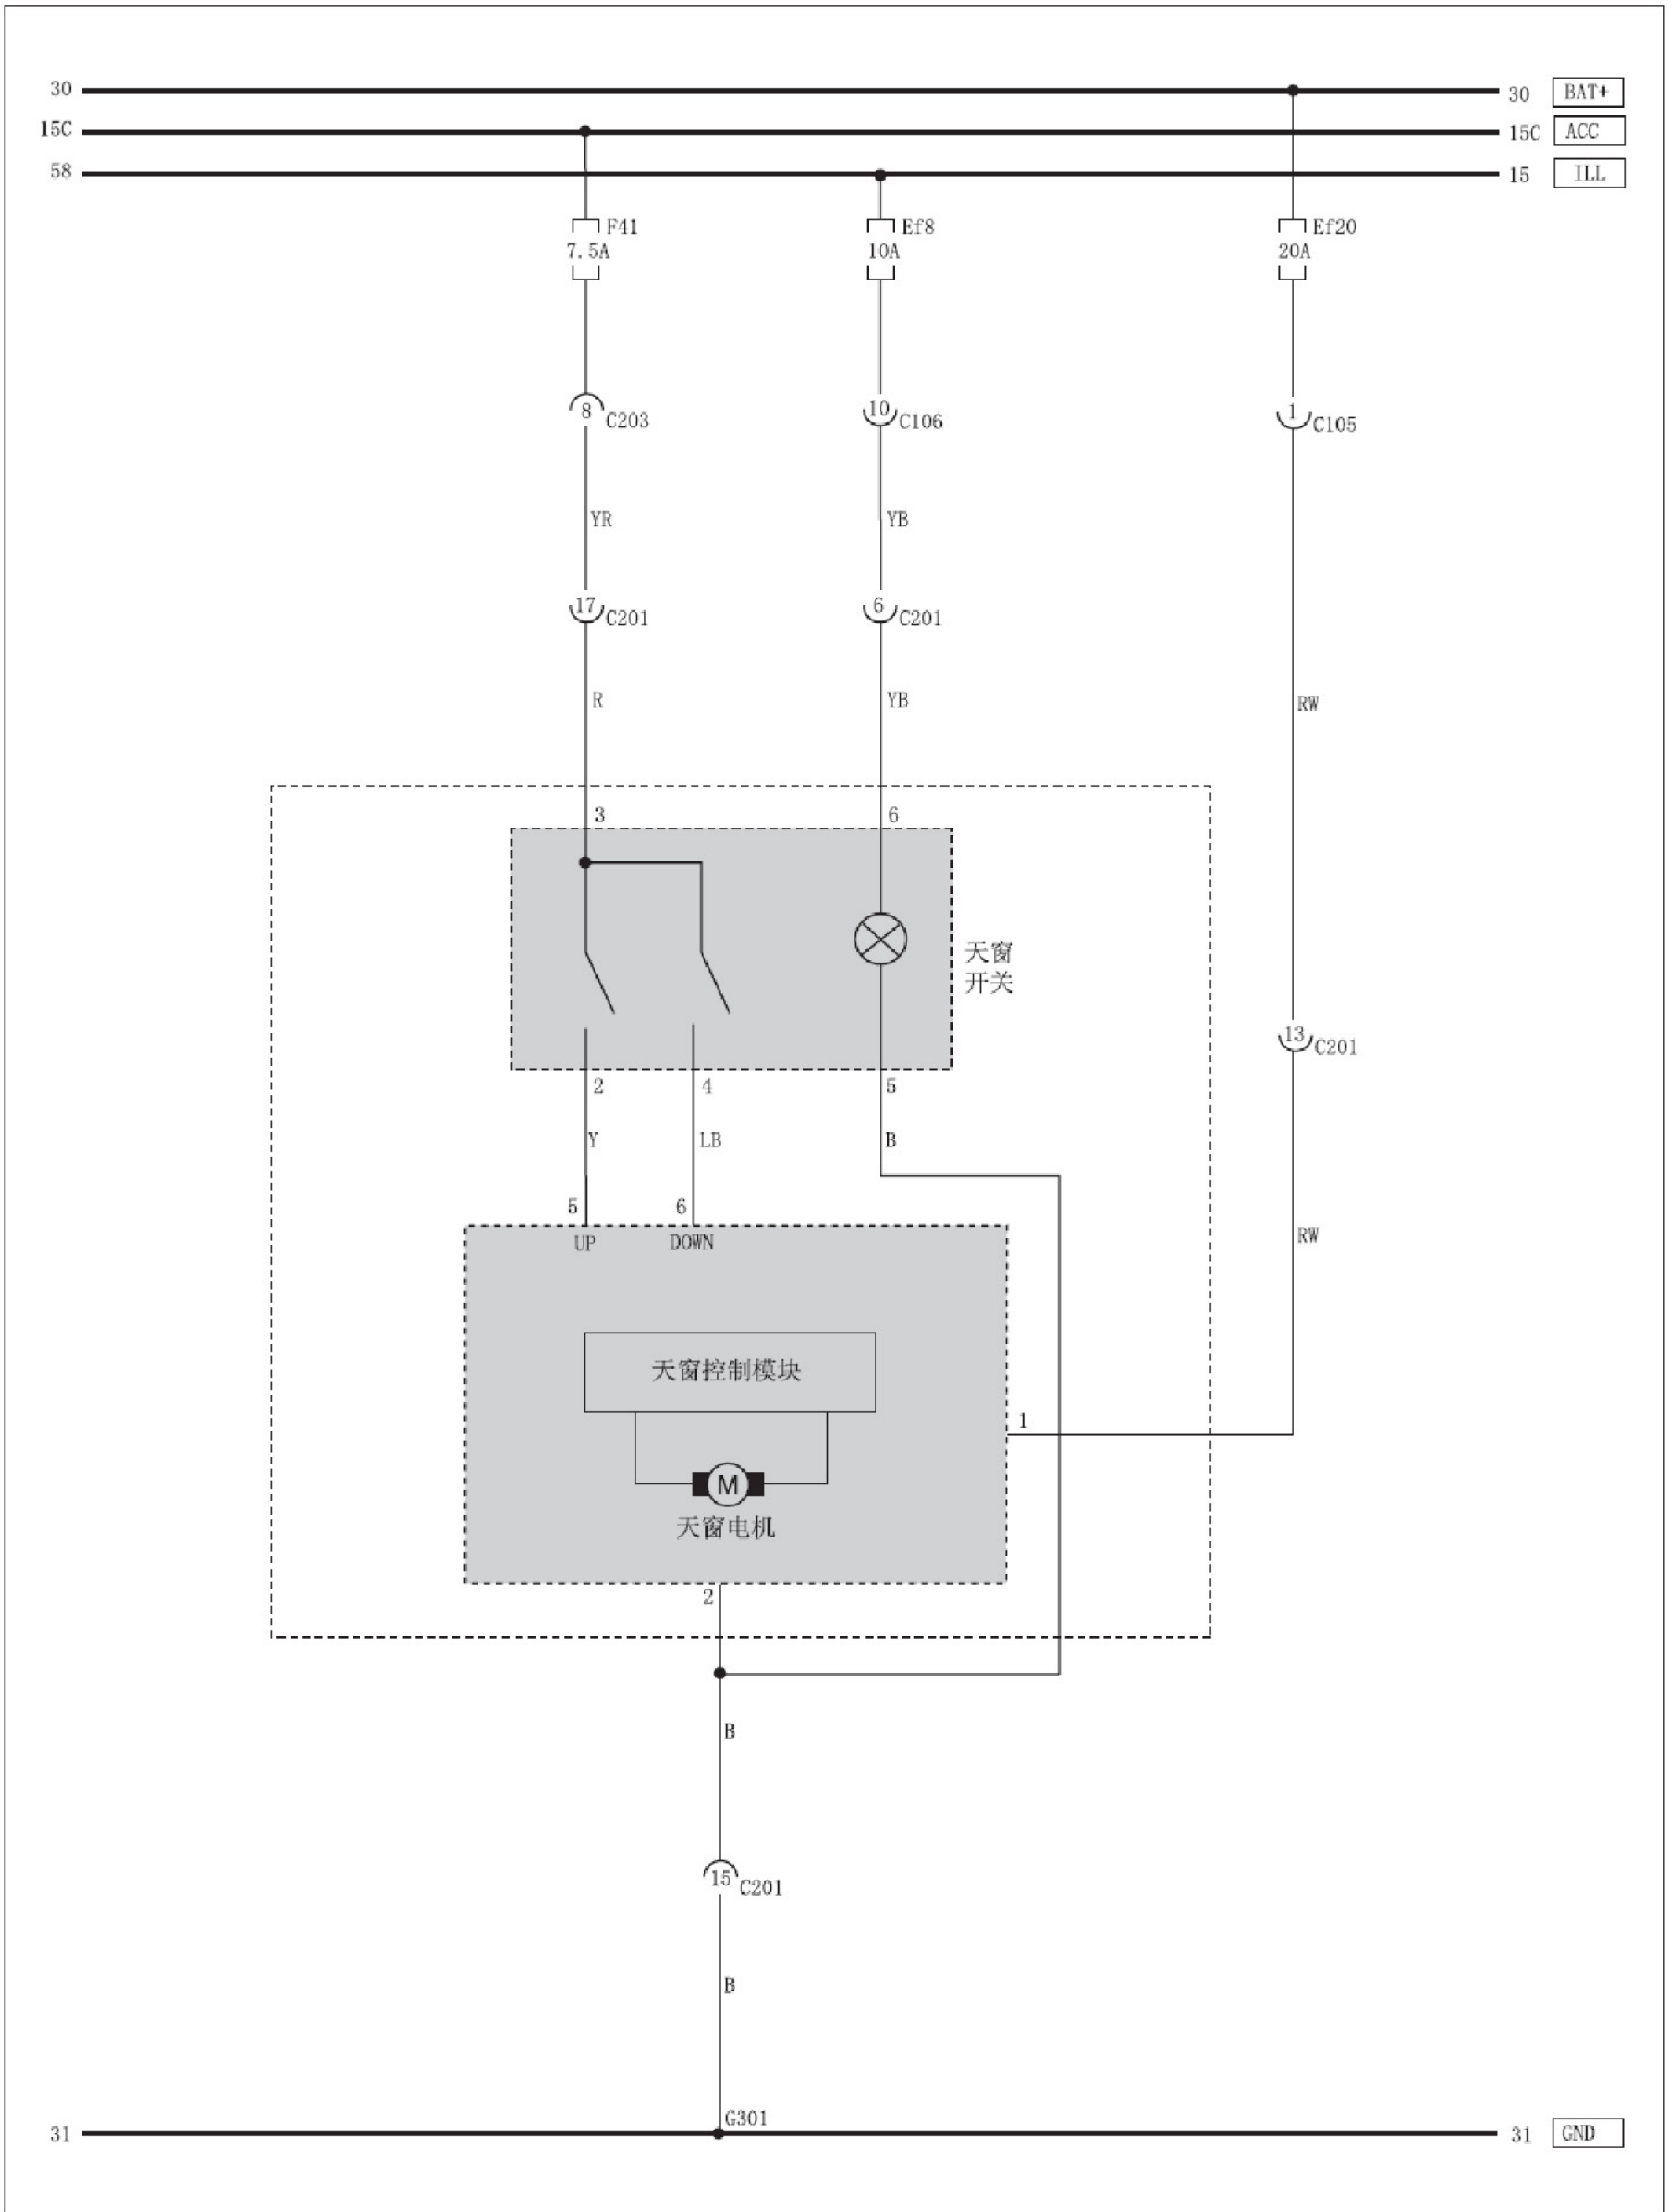 30
30 BAT+
15C
15C ACC
58
15 ILL
F41
7.5A
Ef8
10A
Ef20
20A
8 C203
10 C106
1 C105
YR
YB
17 C201
6 C201
R
YB
RW
3
6
天窗
开关
13 C201
2
4
5
Y
LB
B
5
6
UP
DOWN
RW
天窗控制模块
1
M
天窗电机
2
B
15 C201
B
G301
31
31 GND